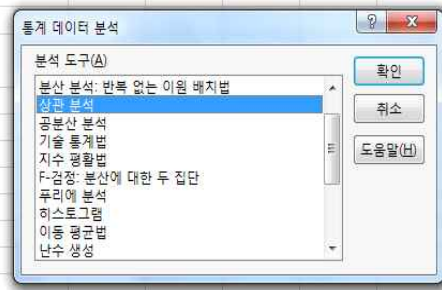 통계 데이터 분석
분석 도구(A)
분산 분석: 반복 없는 이원 배치법
상관 분석
공분산 분석
기술 통계법
지수 평활법
F-검정: 분산에 대한 두 집단
푸리에 분석
히스토그램
이동 평균법
난수 생성
확인
취소
도움말(H)